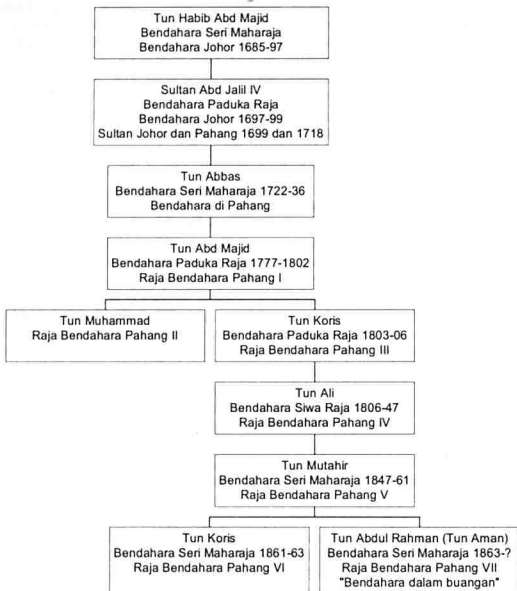 Tun Habib Abd Majid
Bendahara Seri Maharaja
Bendahara Johor 1685-97
Sultan Abd Jalil IV
Bendahara Paduka Raja
Bendahara Johor 1697-99
Sultan Johor dan Pahang 1699 dan 1718
Tun Abbas
Bendahara Seri Maharaja 1722-36
Bendahara di Pahang
Tun Abd Majid
Bendahara Paduka Raja 1777-1802
Raja Bendahara Pahang I
Tun Muhammad
Raja Bendahara Pahang II
Tun Koris
Bendahara Paduka Raja 1803-06
Raja Bendahara Pahang III
Tun Ali
Bendahara Siwa Raja 1806-47
Raja Bendahara Pahang IV
Tun Mutahir
Bendahara Seri Maharaja 1847-61
Raja Bendahara Pahang V
Tun Koris
Bendahara Seri Maharaja 1861-63
Raja Bendahara Pahang VI
Tun Abdul Rahman (Tun Aman)
Bendahara Seri Maharaja 1863-?
Raja Bendahara Pahang VII
"Bendahara dalam buangan"